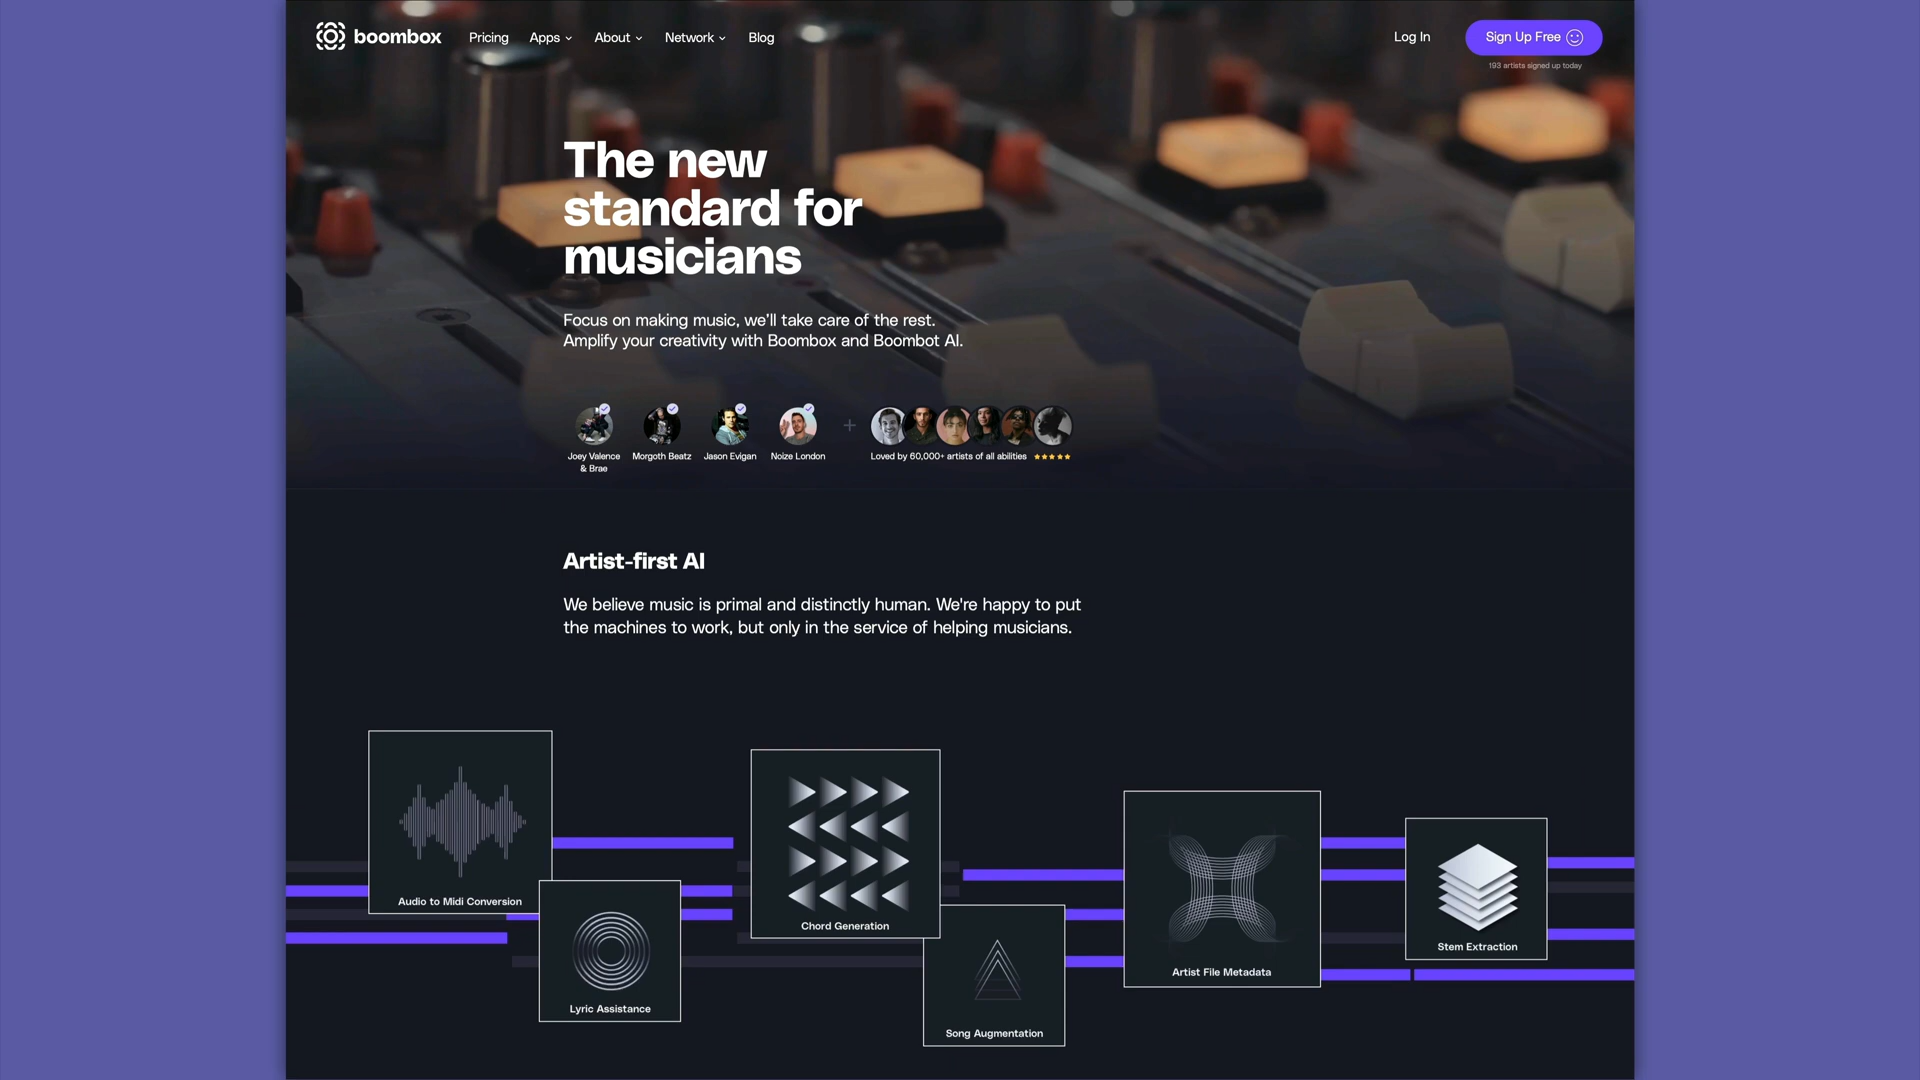 boombox
Pricing
Apps
About
Network
Blog
Log In
Sign Up Free
193 artists signed up today
The new
standard for
musicians
Focus on making music, we'll take care of the rest.
Amplify your creativity with Boombox and Boombot AI.
Joey Valence
& Brae
Morgoth Beatz
Jason Evigan
Noize London
Loved by 60,000+ artists of all abilities
Artist-first AI
We believe music is primal and distinctly human. We're happy to put
the machines to work, but only in the service of helping musicians.
Audio to Midi Conversion
Lyric Assistance
Chord Generation
Song Augmentation
Artist File Metadata
Stem Extraction